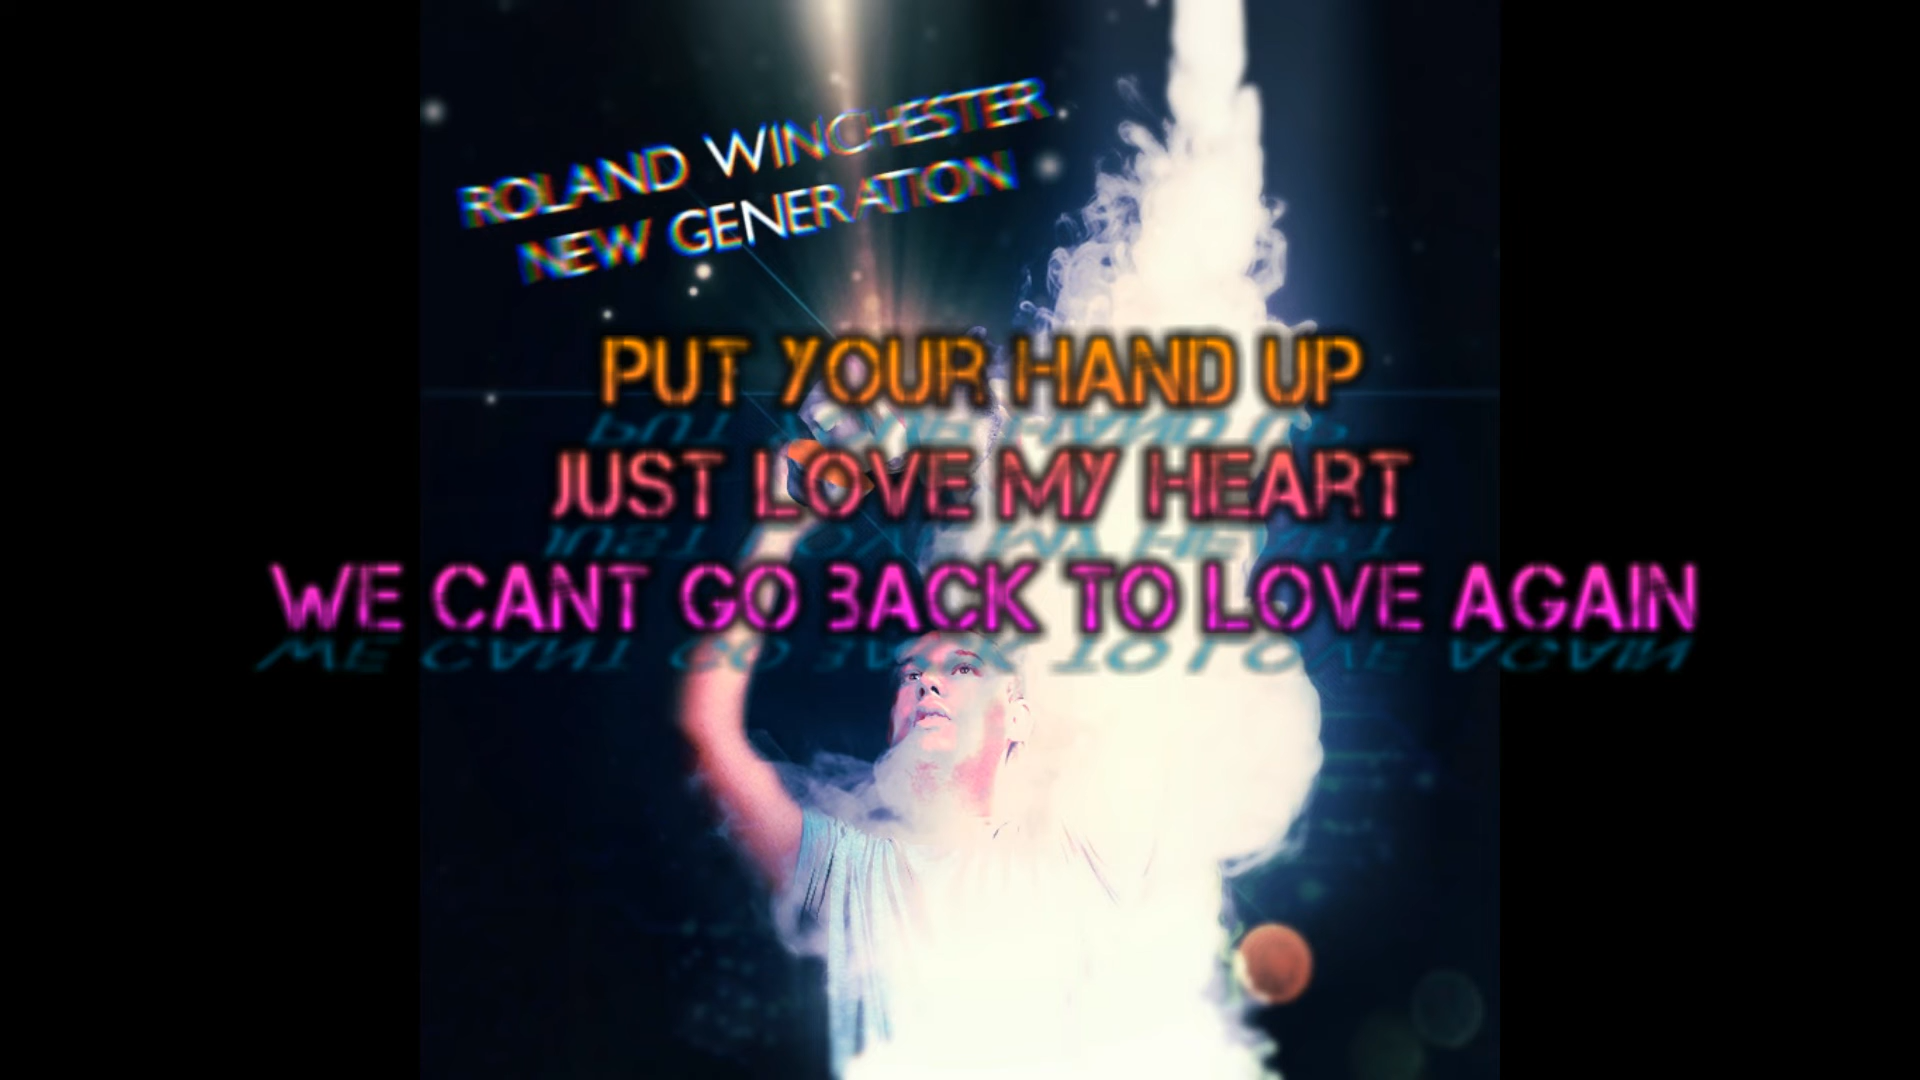 ROLAND WINCHESTER
NEW GENERATION
PUT YOUR HAND UP
JUST LOVE MY HEART
WE CANT GO BACK TO LOVE AGAIN